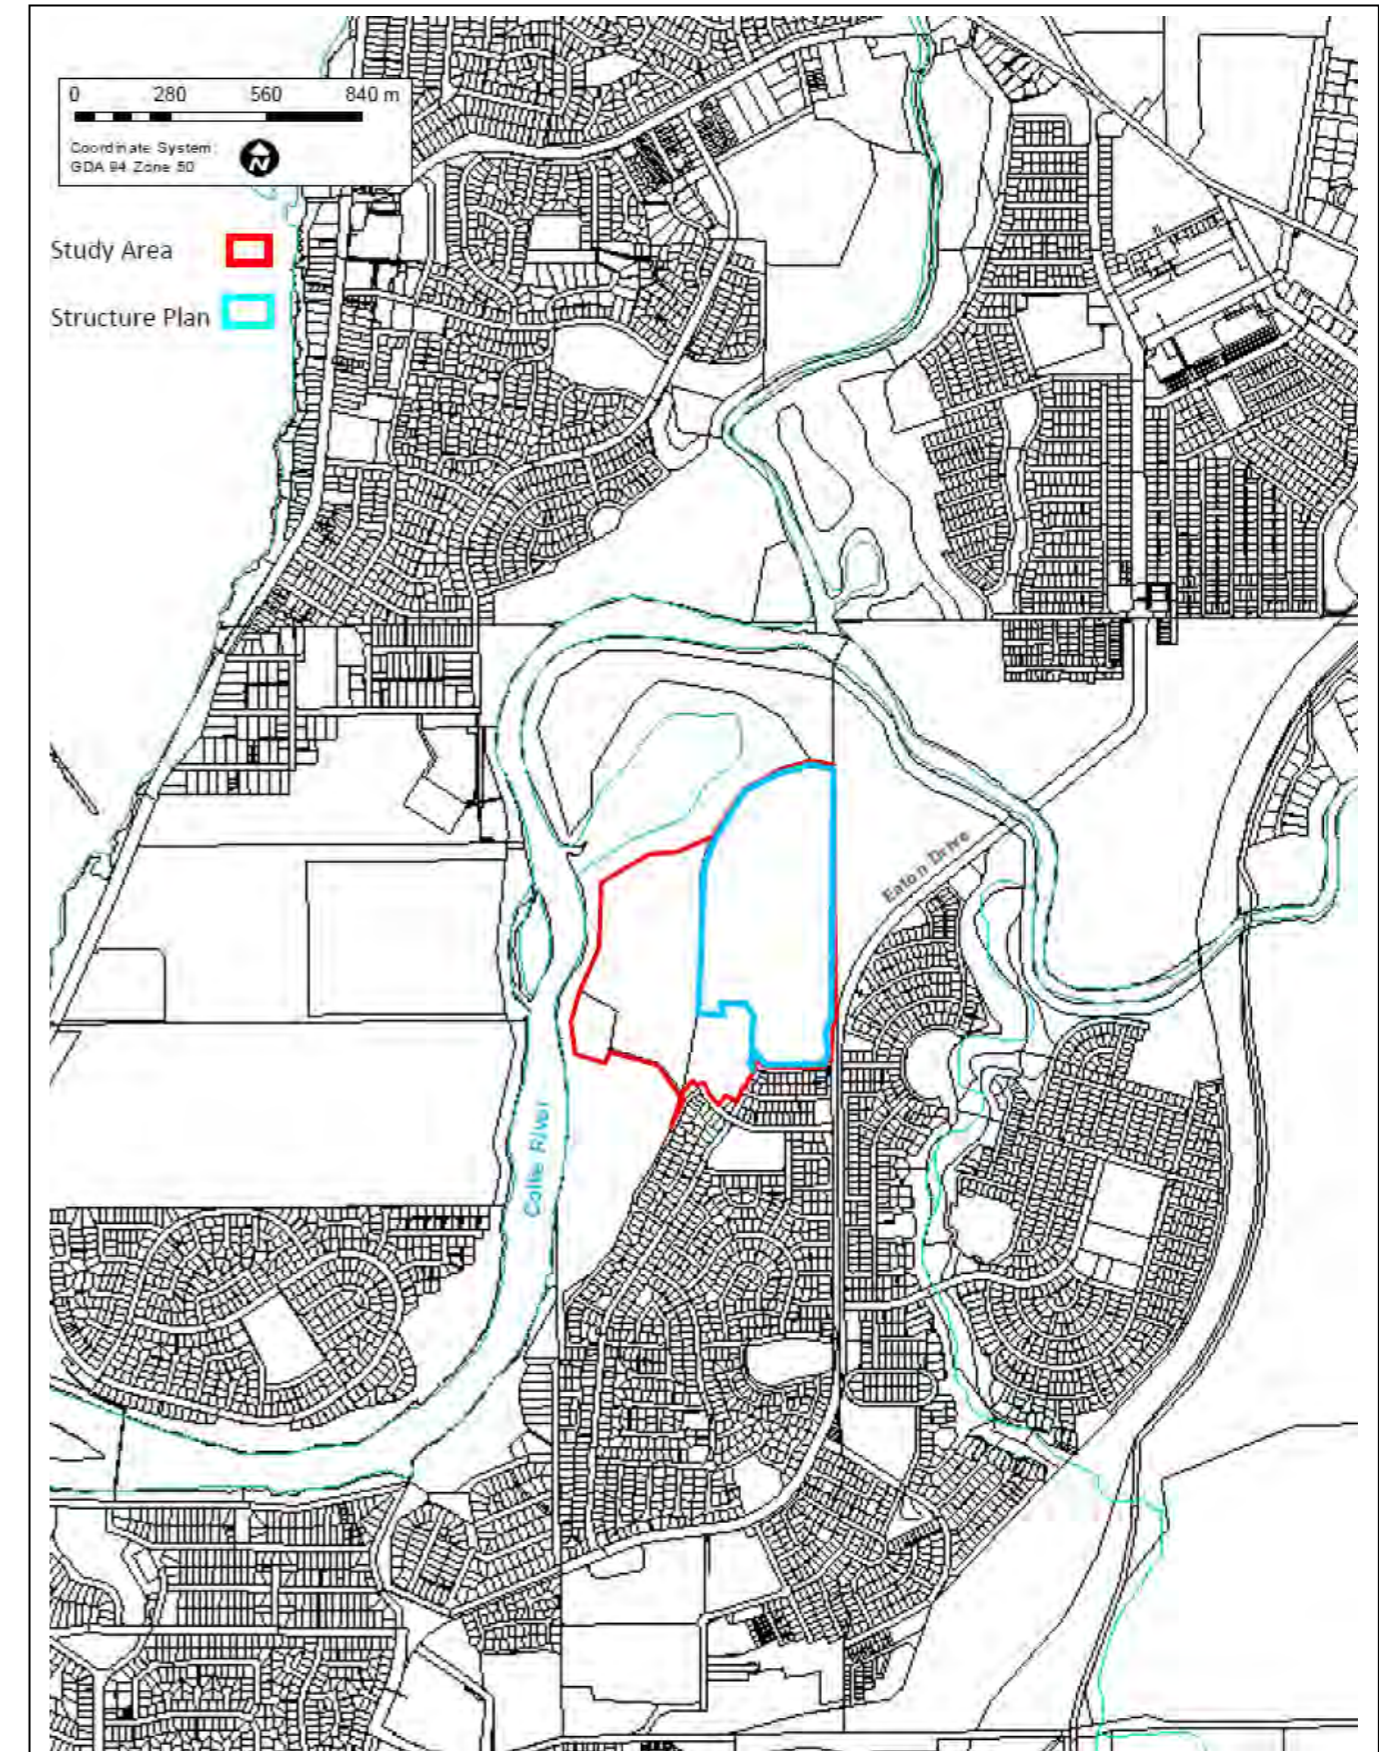 0 280 560 840 m
Coordinate System:
GDA 94 Zone 50
N
Study Area
Structure Plan
Eaton Drive
Collie River